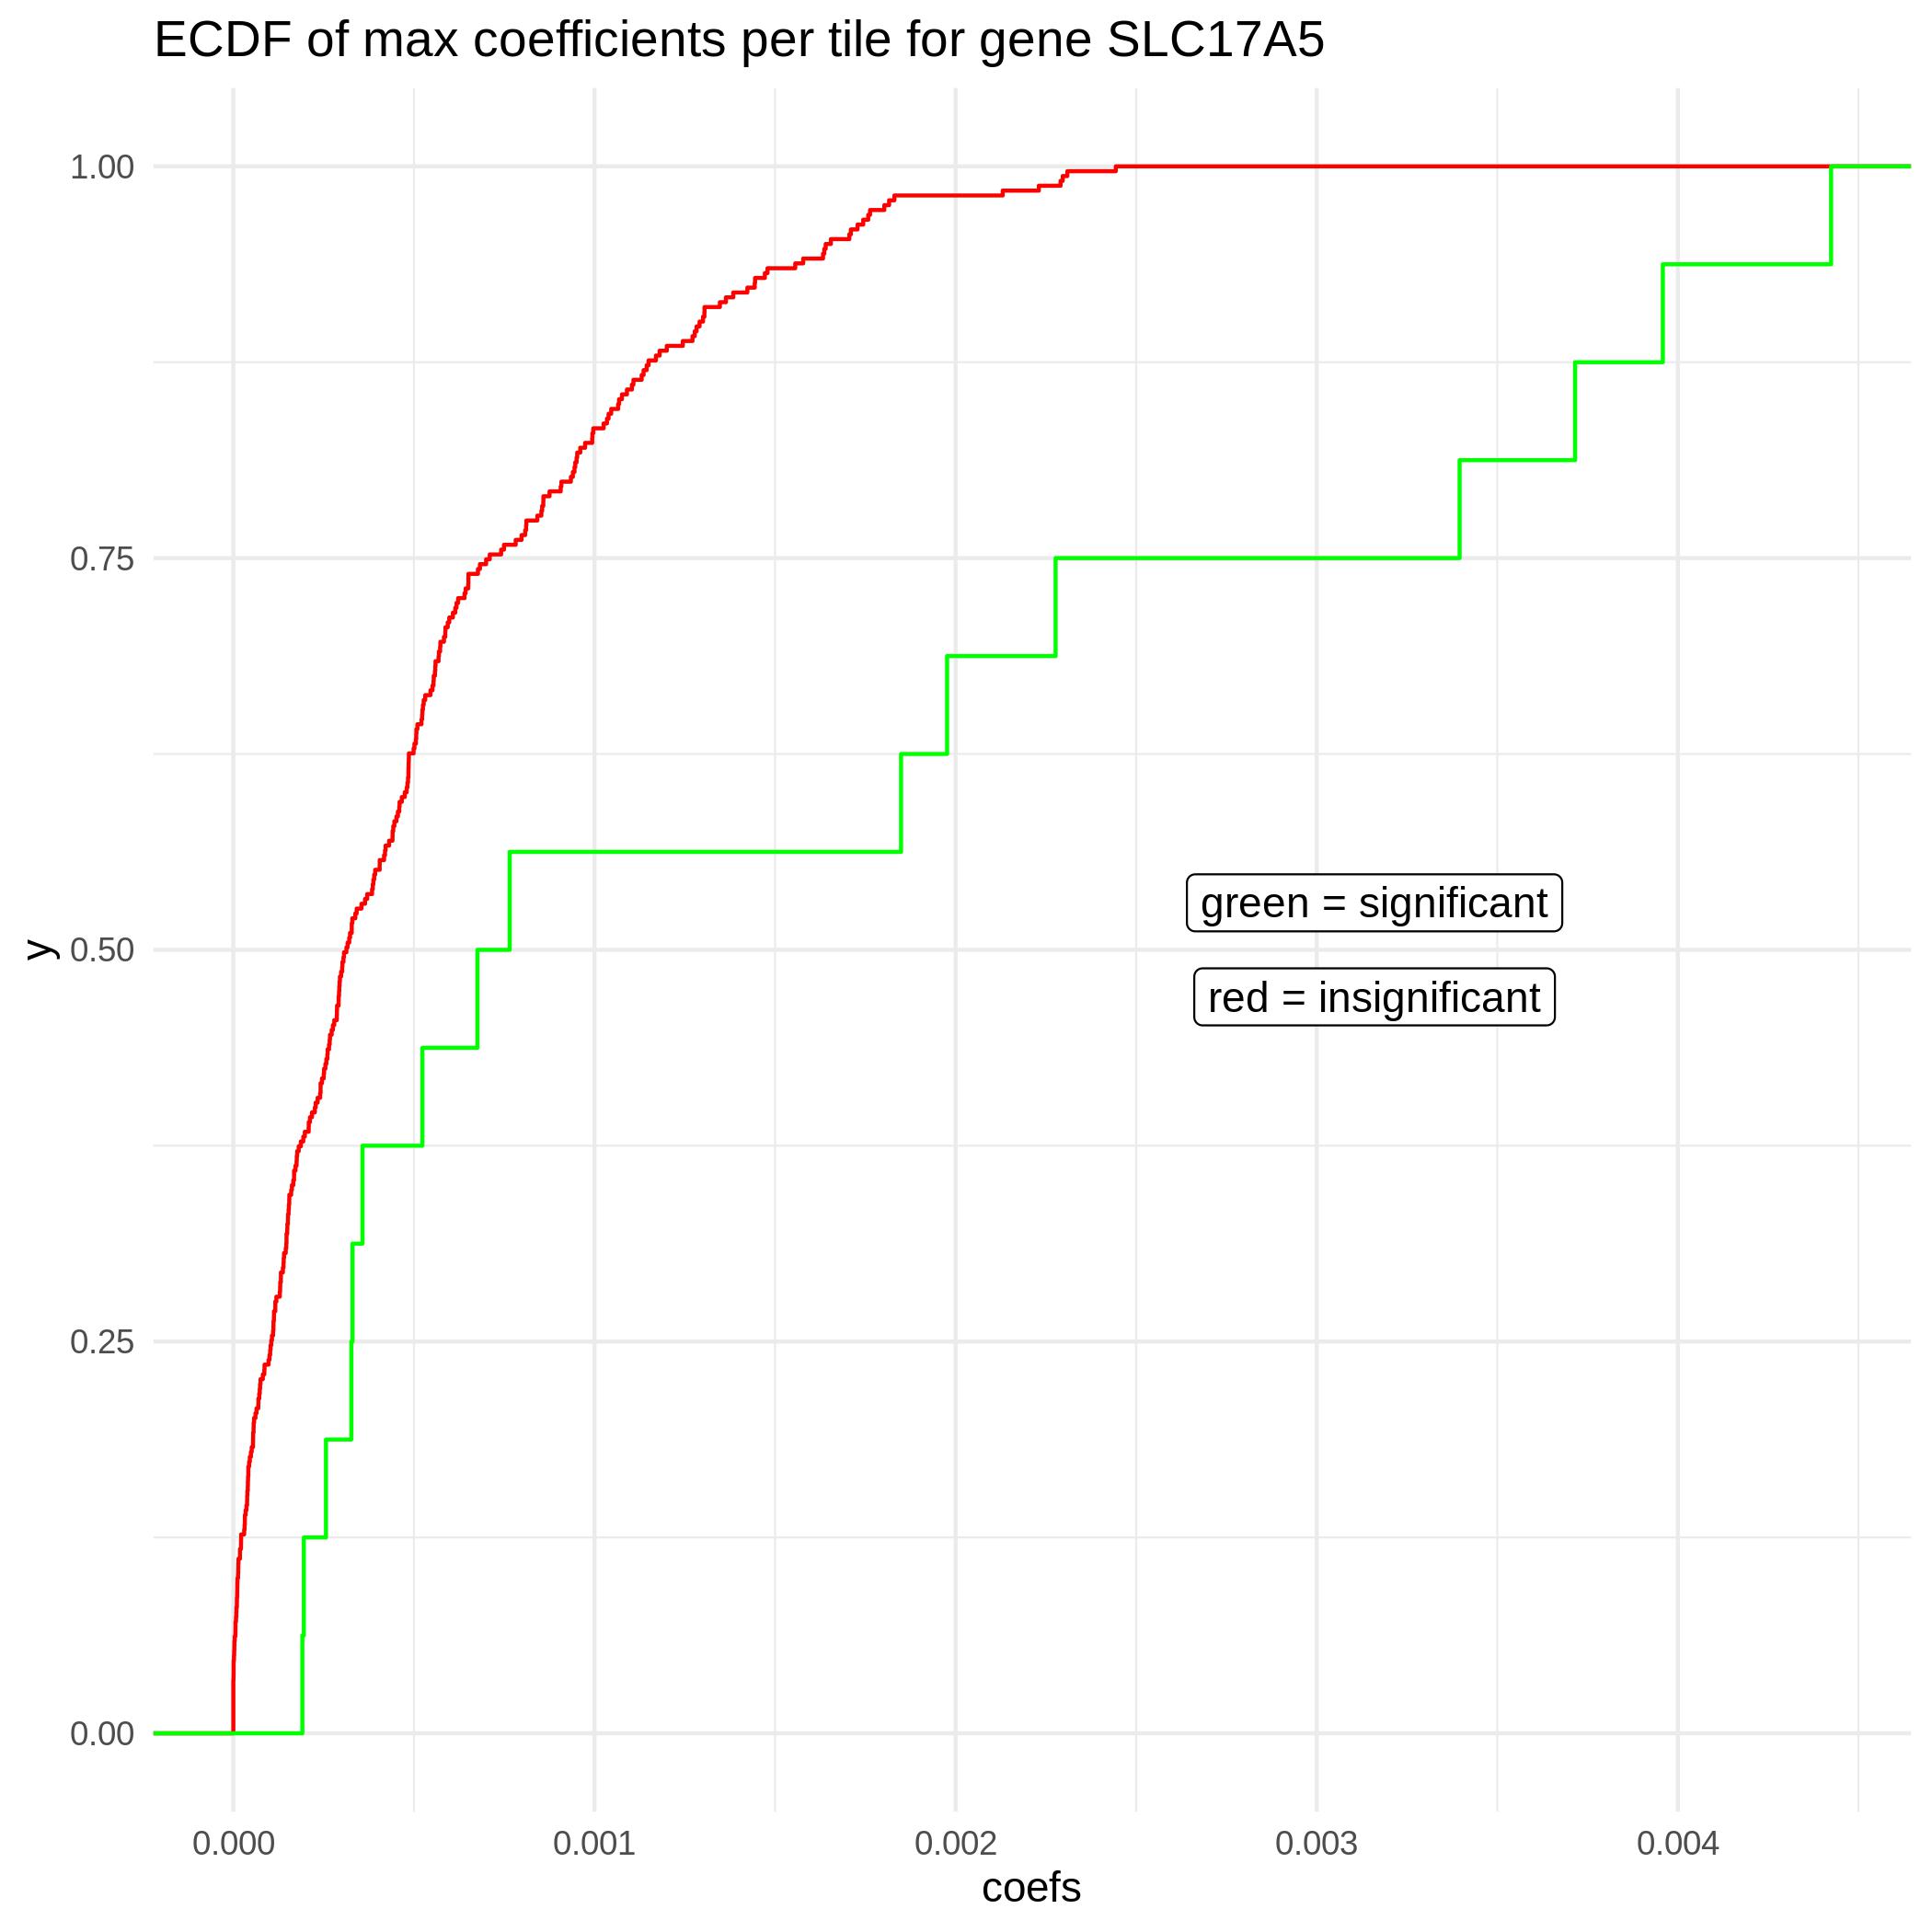 ECDF of max coefficients per tile for gene SLC17A5
1.00
0.75
0.50
0.25
0.00
y
green = significant
red = insignificant
0.000 0.001 0.002 0.003 0.004
coefs